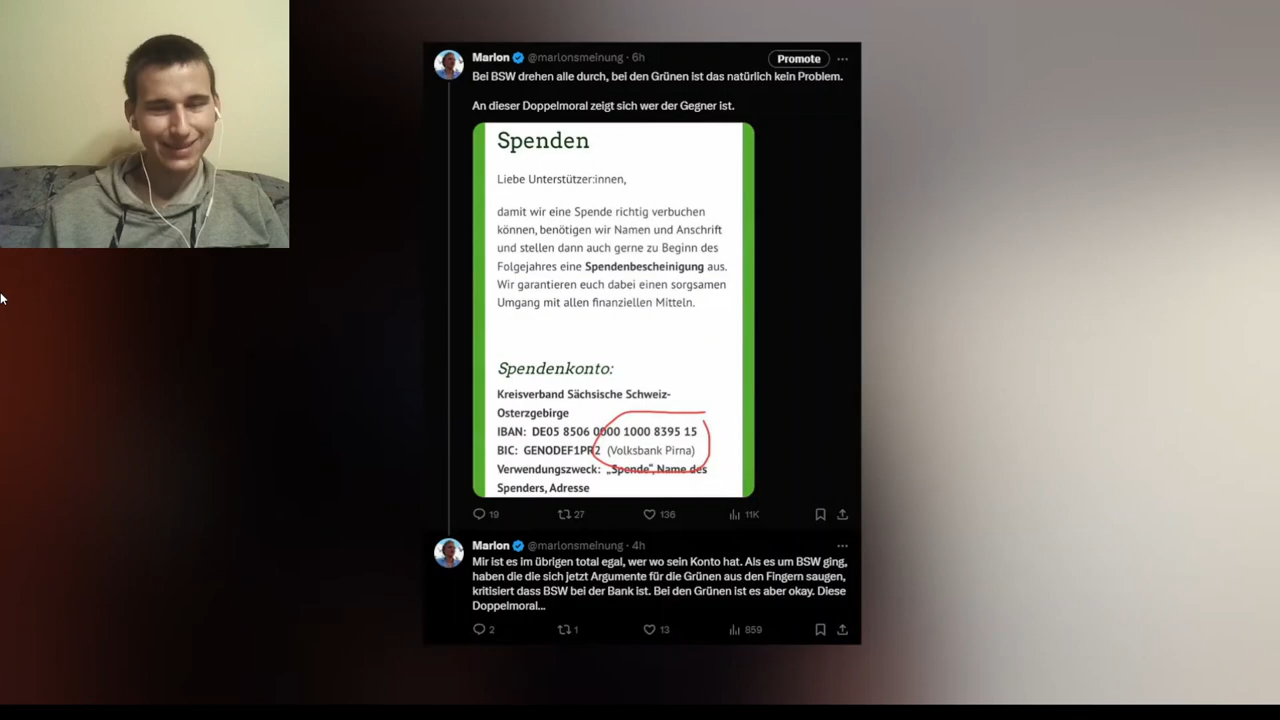 Marlon @marlonsmeinung · 6h
Promote
Bei BSW drehen alle durch, bei den Grünen ist das natürlich kein Problem.
An dieser Doppelmoral zeigt sich wer der Gegner ist.
Spenden
Liebe Unterstützer:innen,
damit wir eine Spende richtig verbuchen
können, benötigen wir Namen und Anschrift
und stellen dann auch gerne zu Beginn des
Folgejahres eine Spendenbescheinigung aus.
Wir garantieren euch dabei einen sorgsamen
Umgang mit allen finanziellen Mitteln.
Spendenkonto:
Kreisverband Sächsische Schweiz-
Osterzgebirge
IBAN: DE05 8506 0000 1000 8395 15
BIC: GENODEF1PR2 (Volksbank Pirna)
Verwendungszweck: „Spende“, Name des
Spenders, Adresse
19 27 136 11K
Marlon @marlonsmeinung · 4h
Mir ist es im übrigen total egal, wer wo sein Konto hat. Als es um BSW ging,
haben die die sich jetzt Argumente für die Grünen aus den Fingern saugen,
kritisiert dass BSW bei der Bank ist. Bei den Grünen ist es aber okay. Diese
Doppelmoral...
2 1 13 859